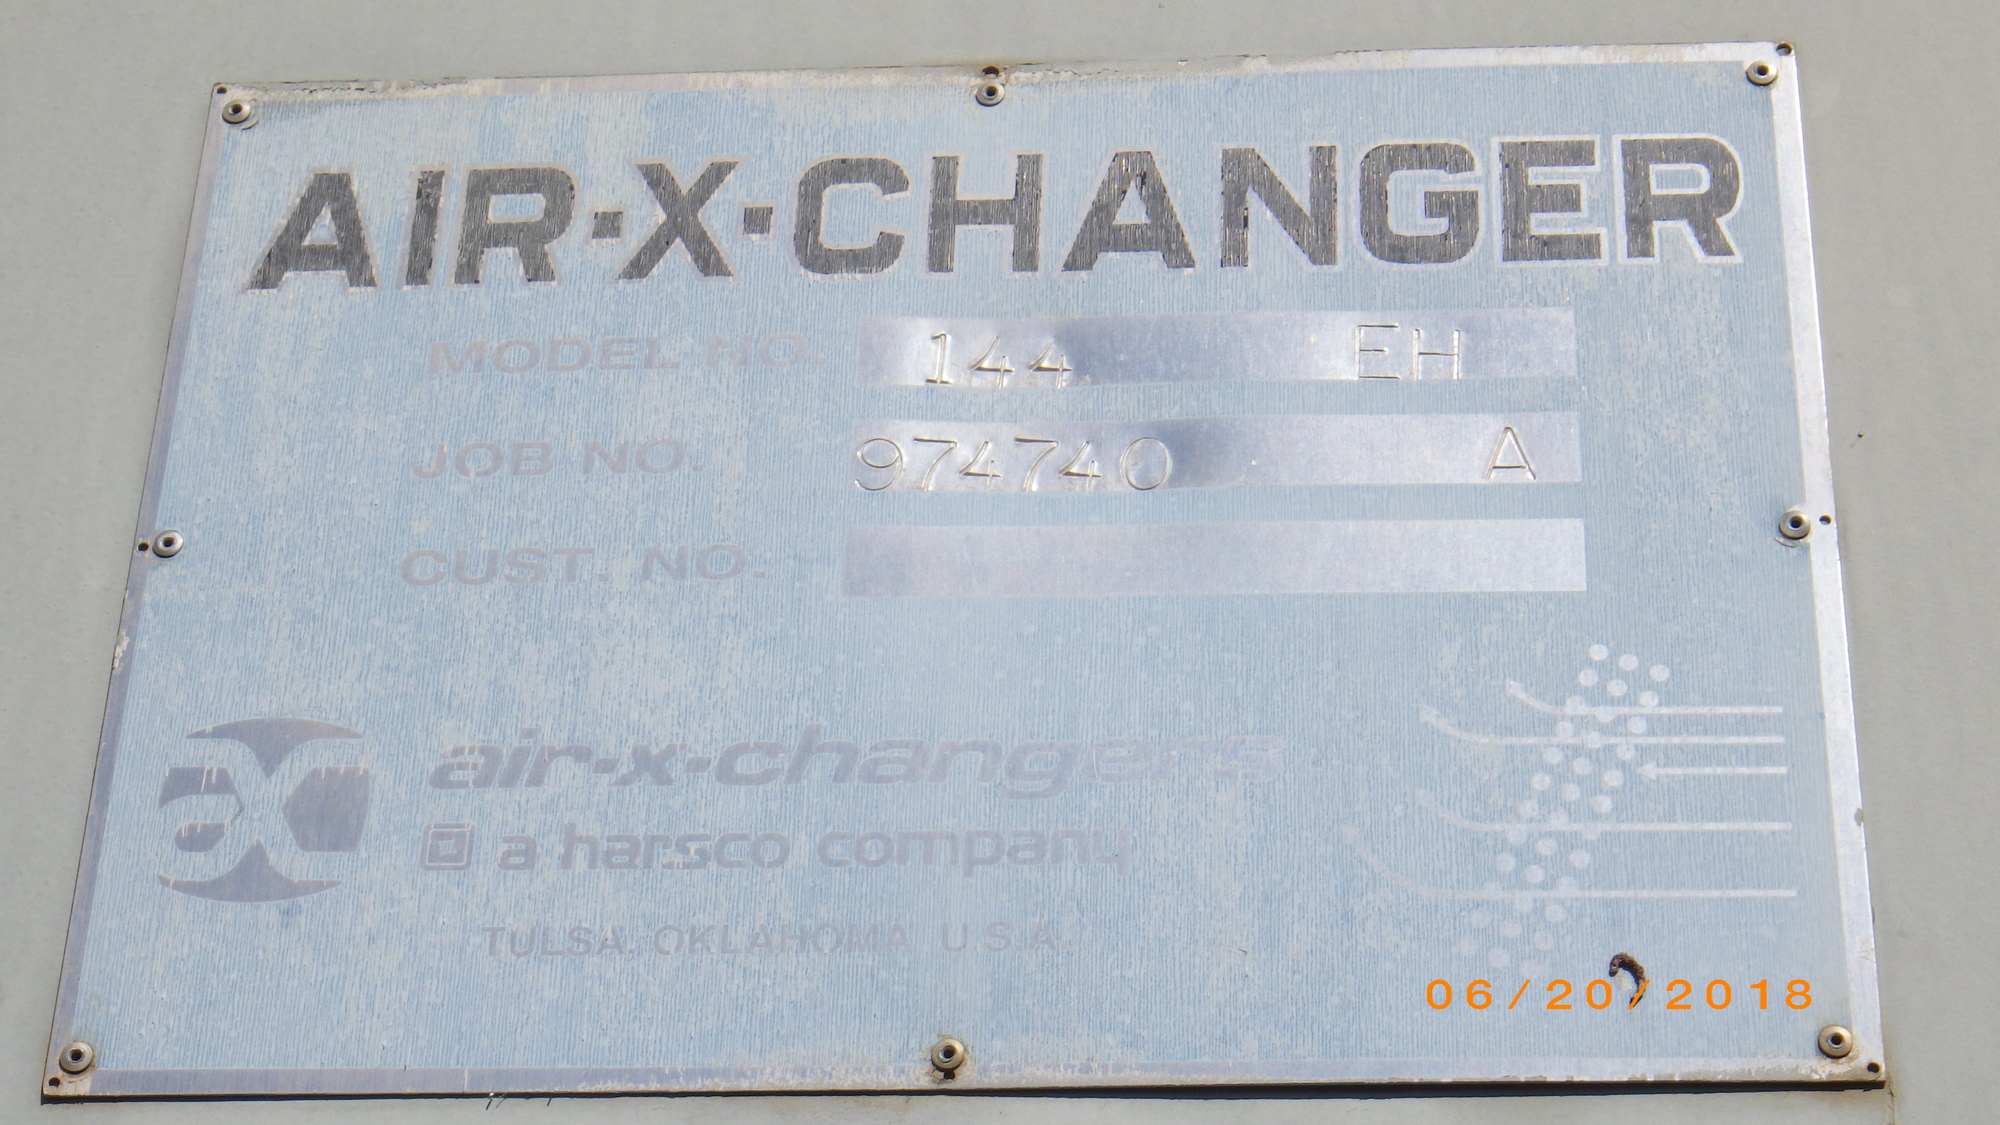 AIR·X·CHANGER
MODEL NO. 144 EH
JOB NO. 974740 A
CUST. NO.
aX air-x-changers
a harsco company
TULSA, OKLAHOMA U.S.A.
06/20/2018